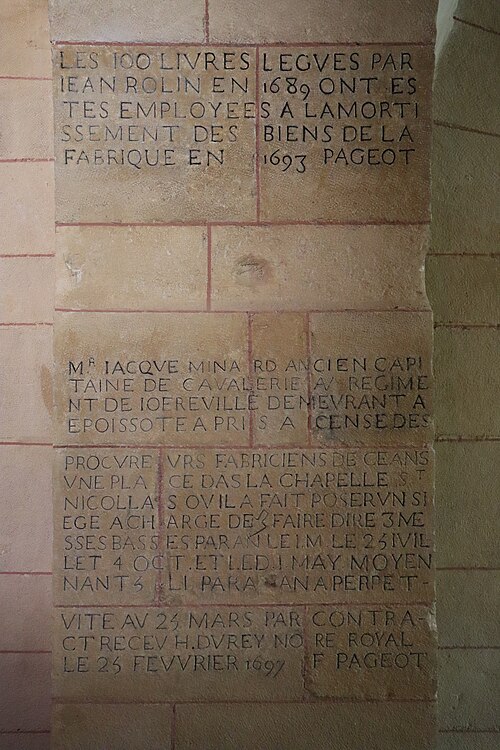 LES 100 LIVRES LEGVES PAR
IEAN ROLIN EN 1689 ONT ES
TES EMPLOYEES A LAMORTI
SSEMENT DES BIENS DE LA
FABRIQUE EN 1693 PAGEOT
MR IACQVE MINARD ANCIEN CAPI
TAINE DE CAVALERIE AV REGIME
NT DE IOFREVILLE DEMEVRANT A
EPOISSOTE A PRIS A CENSE DES
PROCVREVRS FABRICIENS DE CEANS
VNE PLACE DAS LA CHAPELLE ST
NICOLLAS OV IL A FAIT POSER VN SI
EGE A CHARGE DE FAIRE DIRE 3 ME
SSES BASSES PAR AN LE I.M LE 25 IVIL
LET 4 OCT. ET LE D.I MAY MOYEN
NANT 5 LI PAR AN A PERPET-
VITE AV 25 MARS PAR CONTRA-
CT RECEV H.DVREY NORE ROYAL
LE 25 FEVVRIER 1697 F PAGEOT